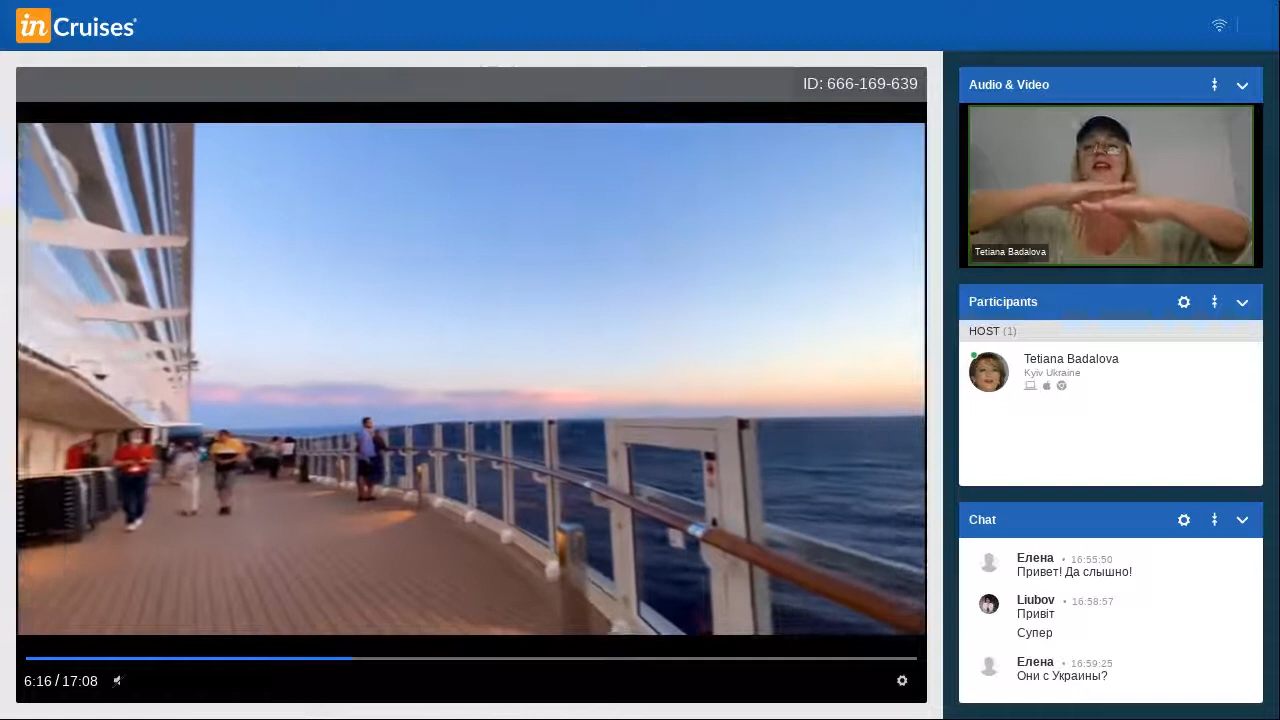 in Cruises®
ID: 666-169-639
6:16 / 17:08
Audio & Video
Tetiana Badalova
Participants
HOST (1)
Tetiana Badalova
Kyiv Ukraine
Chat
Елена • 16:55:50
Привет! Да слышно!
Liubov • 16:58:57
Привіт
Супер
Елена • 16:59:25
Они с Украины?